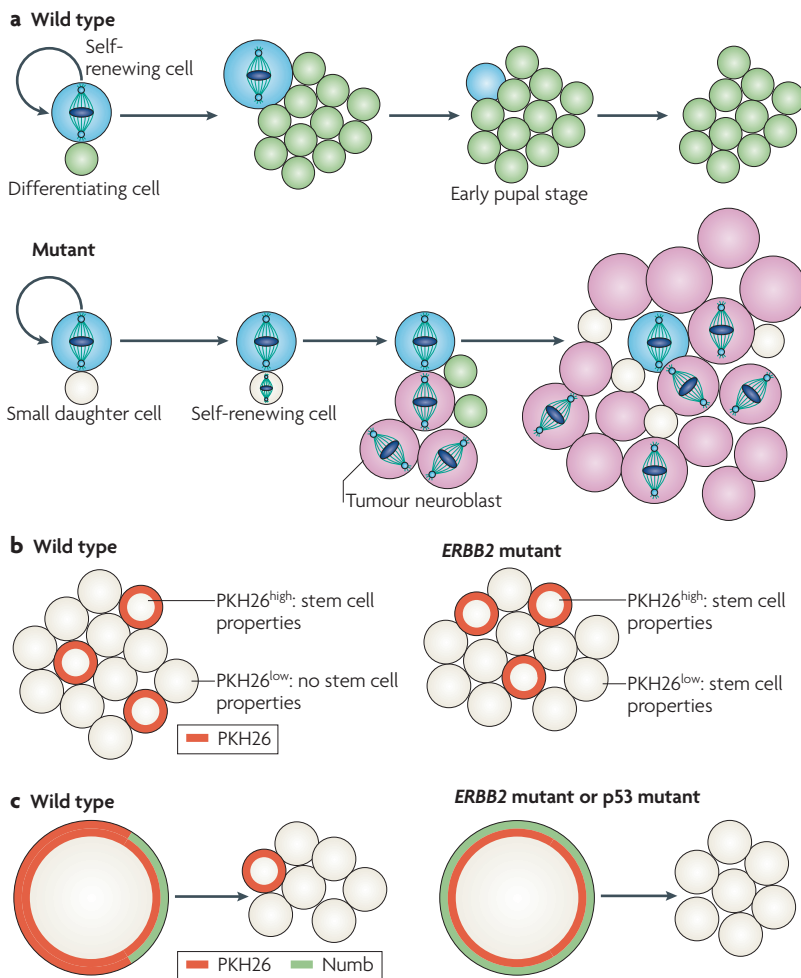 a Wild type
Self-
renewing cell
Differentiating cell
Early pupal stage
Mutant
Small daughter cell
Self-renewing cell
Tumour neuroblast
b Wild type
PKH26high: stem cell
properties
PKH26low: no stem cell
properties
PKH26
ERBB2 mutant
PKH26high: stem cell
properties
PKH26low: stem cell
properties
c Wild type
ERBB2 mutant or p53 mutant
PKH26 Numb